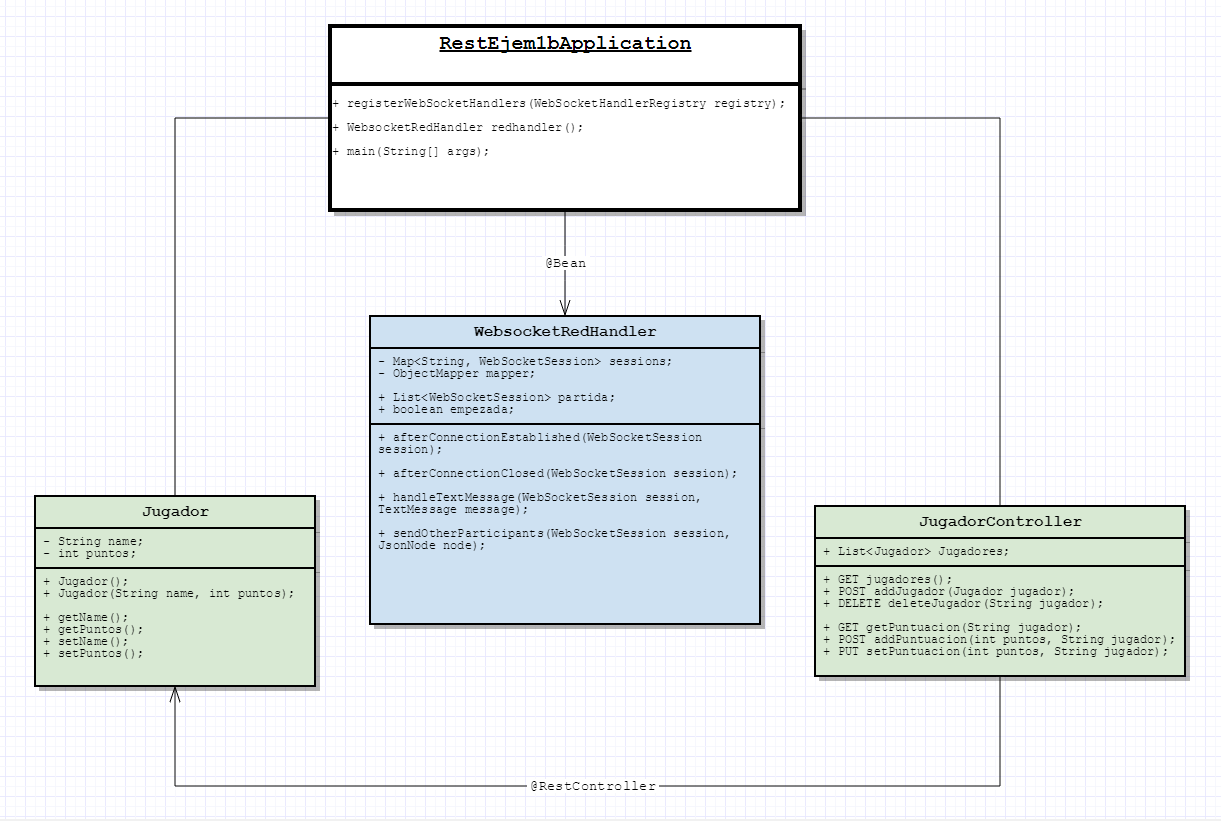 RestEjem1bApplication
+ registerWebSocketHandlers(WebSocketHandlerRegistry registry);
+ WebsocketRedHandler redhandler();
+ main(String[] args);
@Bean
WebsocketRedHandler
- Map<String, WebSocketSession> sessions;
- ObjectMapper mapper;
+ List<WebSocketSession> partida;
+ boolean empezada;
+ afterConnectionEstablished(WebSocketSession
session);
+ afterConnectionClosed(WebSocketSession session);
+ handleTextMessage(WebSocketSession session,
TextMessage message);
+ sendOtherParticipants(WebSocketSession session,
JsonNode node);
Jugador
- String name;
- int puntos;
+ Jugador();
+ Jugador(String name, int puntos);
+ getName();
+ getPuntos();
+ setName();
+ setPuntos();
JugadorController
+ List<Jugador> Jugadores;
+ GET jugadores();
+ POST addJugador(Jugador jugador);
+ DELETE deleteJugador(String jugador);
+ GET getPuntuacion(String jugador);
+ POST addPuntuacion(int puntos, String jugador);
+ PUT setPuntuacion(int puntos, String jugador);
@RestController